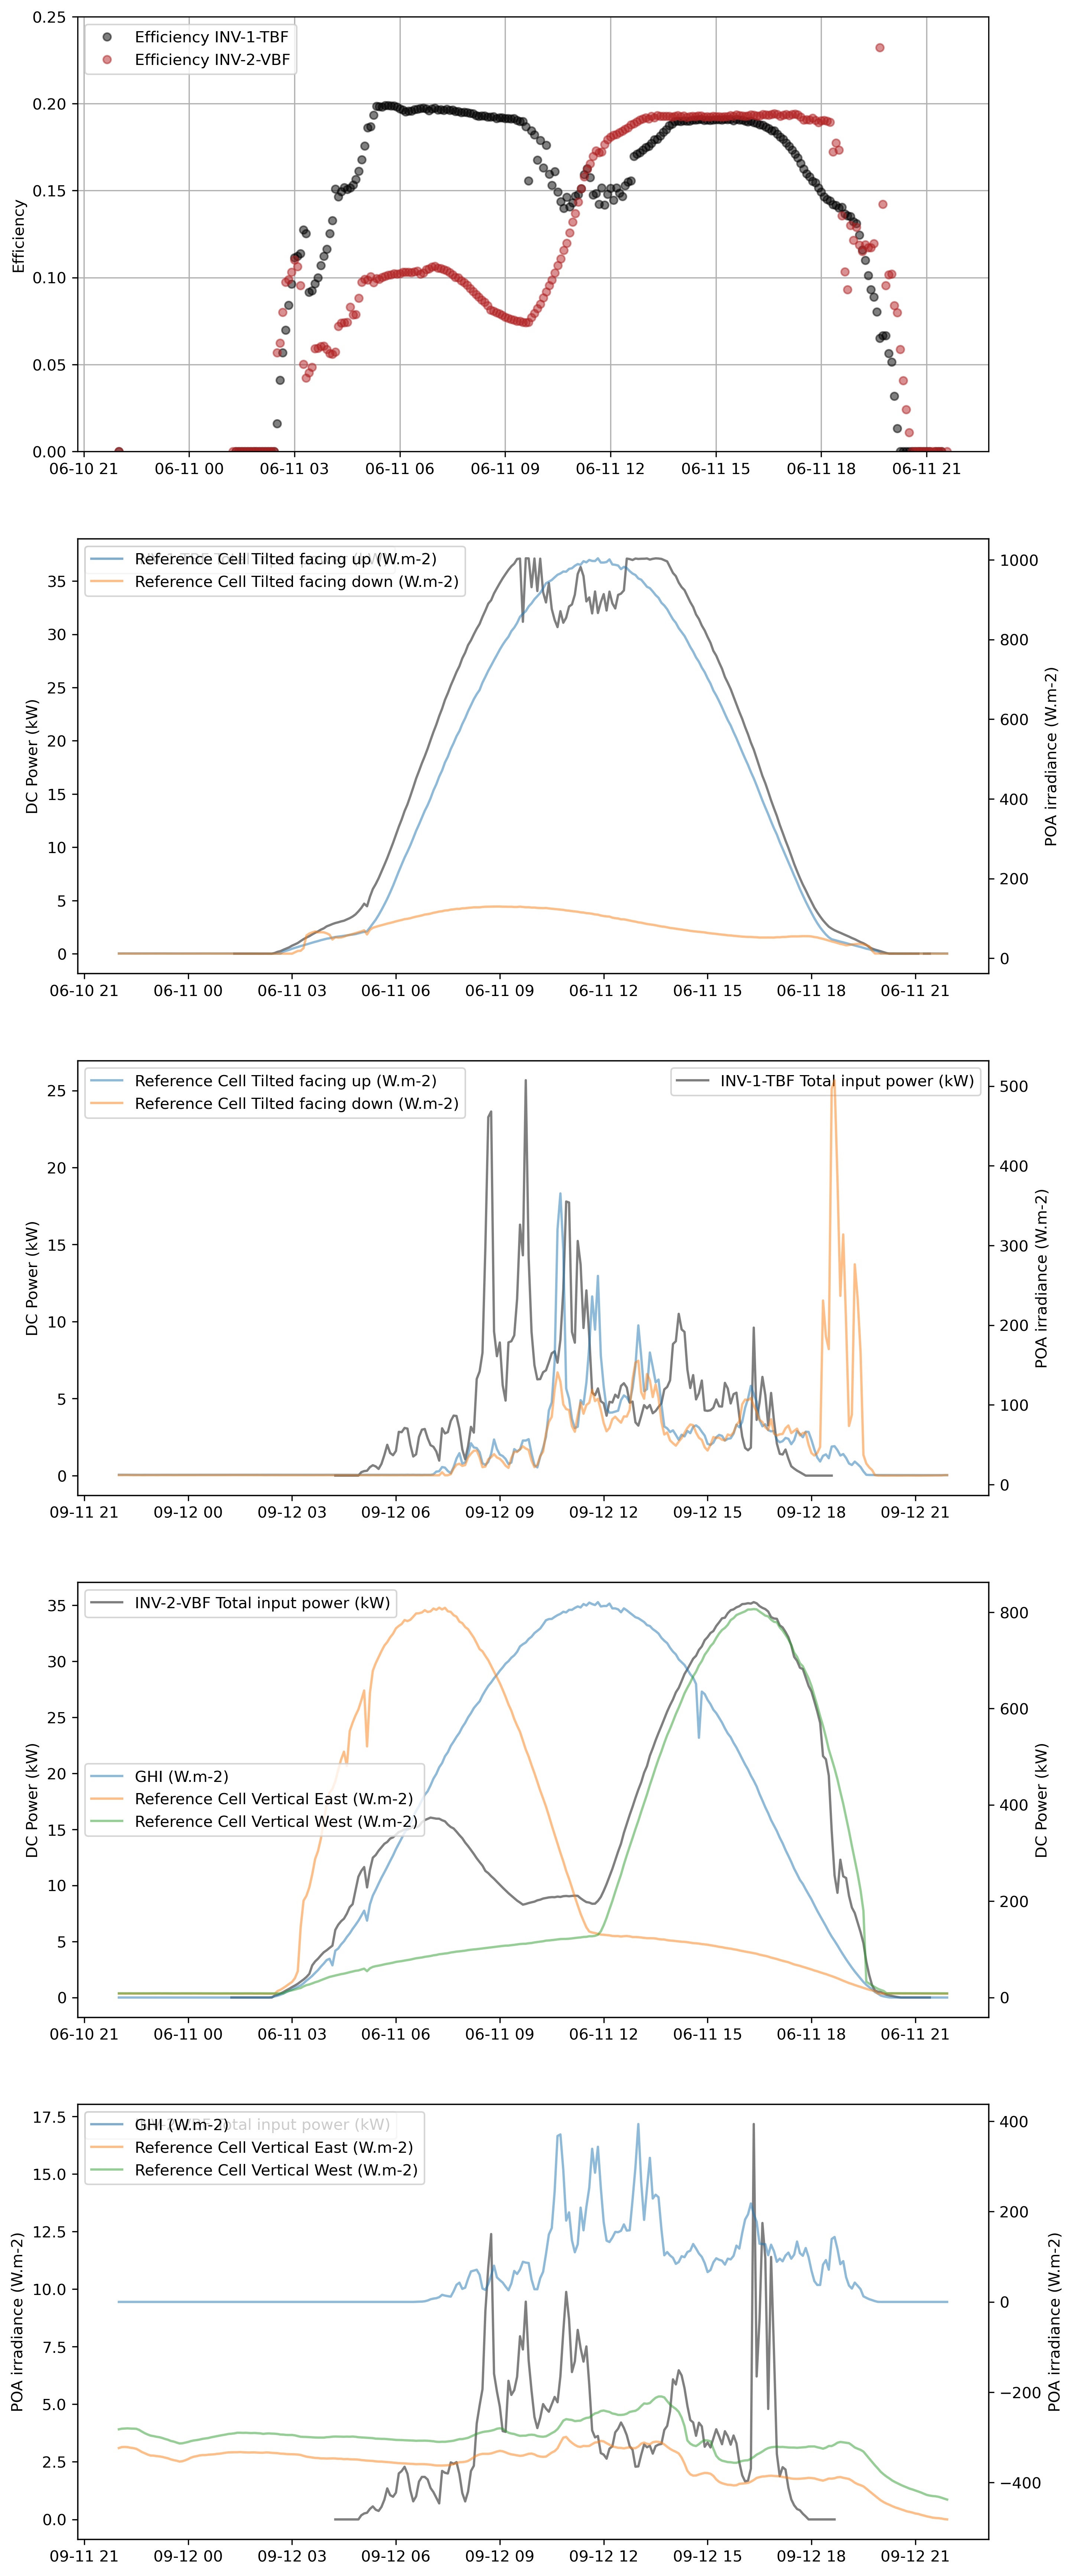 0.25
0.20
0.15
0.10
0.05
0.00
Efficiency
Efficiency INV-1-TBF
Efficiency INV-2-VBF
06-10 21 06-11 00 06-11 03 06-11 06 06-11 09 06-11 12 06-11 15 06-11 18 06-11 21
35
30
25
20
15
10
5
0
DC Power (kW)
Reference Cell Tilted facing up (W.m-2)
Reference Cell Tilted facing down (W.m-2)
1000
800
600
400
200
0
POA irradiance (W.m-2)
06-10 21 06-11 00 06-11 03 06-11 06 06-11 09 06-11 12 06-11 15 06-11 18 06-11 21
25
20
15
10
5
0
DC Power (kW)
Reference Cell Tilted facing up (W.m-2)
Reference Cell Tilted facing down (W.m-2)
INV-1-TBF Total input power (kW)
500
400
300
200
100
0
POA irradiance (W.m-2)
09-11 21 09-12 00 09-12 03 09-12 06 09-12 09 09-12 12 09-12 15 09-12 18 09-12 21
35
30
25
20
15
10
5
0
DC Power (kW)
INV-2-VBF Total input power (kW)
GHI (W.m-2)
Reference Cell Vertical East (W.m-2)
Reference Cell Vertical West (W.m-2)
800
600
400
200
0
DC Power (kW)
06-10 21 06-11 00 06-11 03 06-11 06 06-11 09 06-11 12 06-11 15 06-11 18 06-11 21
17.5
15.0
12.5
10.0
7.5
5.0
2.5
0.0
POA irradiance (W.m-2)
GHI (W.m-2) Total input power (kW)
Reference Cell Vertical East (W.m-2)
Reference Cell Vertical West (W.m-2)
400
200
0
−200
−400
POA irradiance (W.m-2)
09-11 21 09-12 00 09-12 03 09-12 06 09-12 09 09-12 12 09-12 15 09-12 18 09-12 21